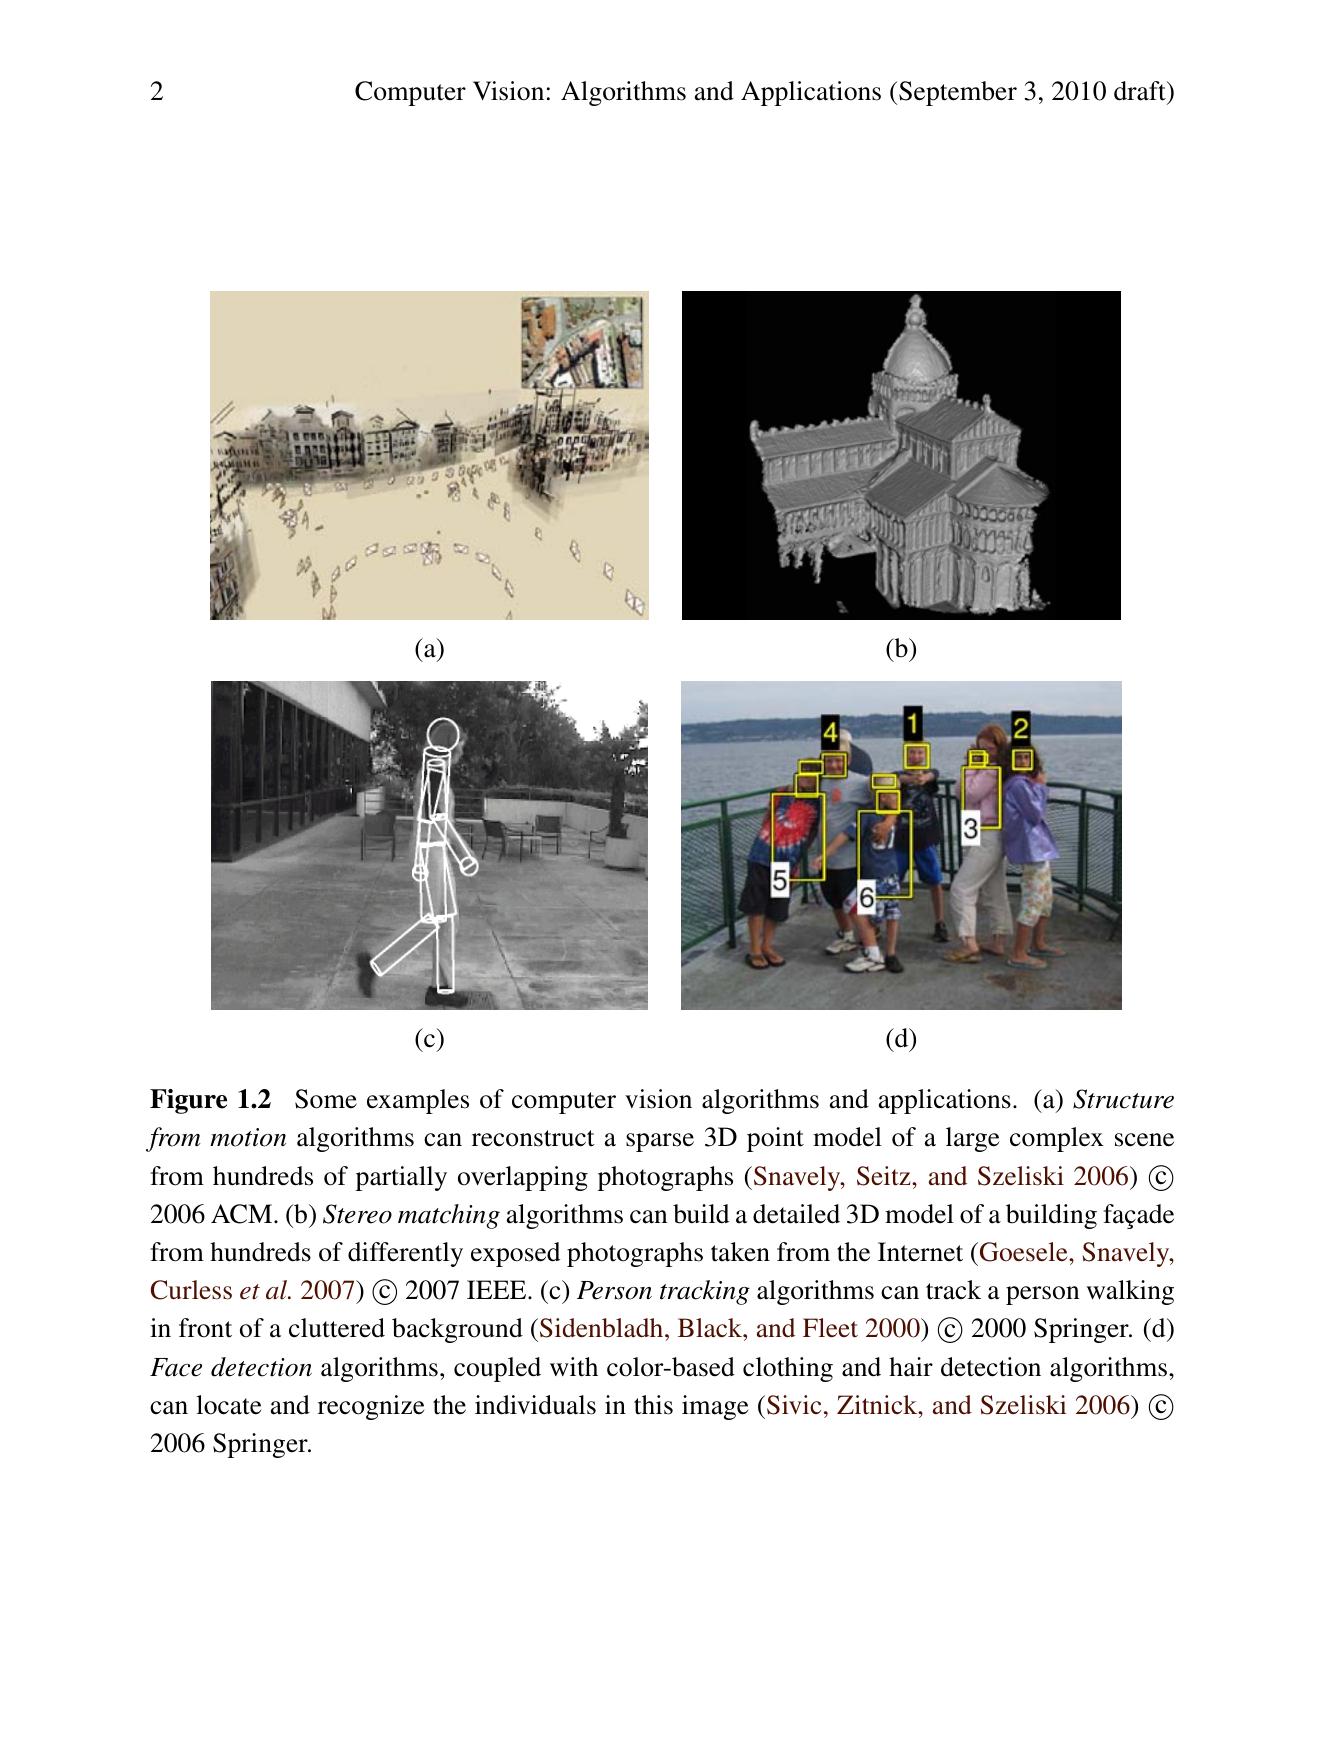 2 Computer Vision: Algorithms and Applications (September 3, 2010 draft)
(a) (b)
4 1 2
3
5
6
(c) (d)
Figure 1.2 Some examples of computer vision algorithms and applications. (a) Structure
from motion algorithms can reconstruct a sparse 3D point model of a large complex scene
from hundreds of partially overlapping photographs (Snavely, Seitz, and Szeliski 2006) ©
2006 ACM. (b) Stereo matching algorithms can build a detailed 3D model of a building façade
from hundreds of differently exposed photographs taken from the Internet (Goesele, Snavely,
Curless et al. 2007) © 2007 IEEE. (c) Person tracking algorithms can track a person walking
in front of a cluttered background (Sidenbladh, Black, and Fleet 2000) © 2000 Springer. (d)
Face detection algorithms, coupled with color-based clothing and hair detection algorithms,
can locate and recognize the individuals in this image (Sivic, Zitnick, and Szeliski 2006) ©
2006 Springer.